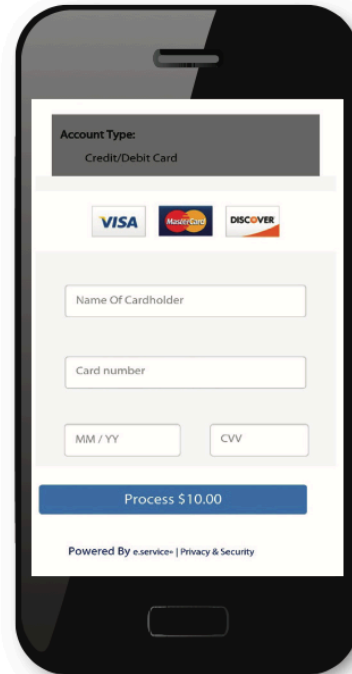 Account Type:
Credit/Debit Card
VISA MasterCard DISCOVER
Name Of Cardholder
Card number
MM / YY CVV
Process $10.00
Powered By e.service+ | Privacy & Security